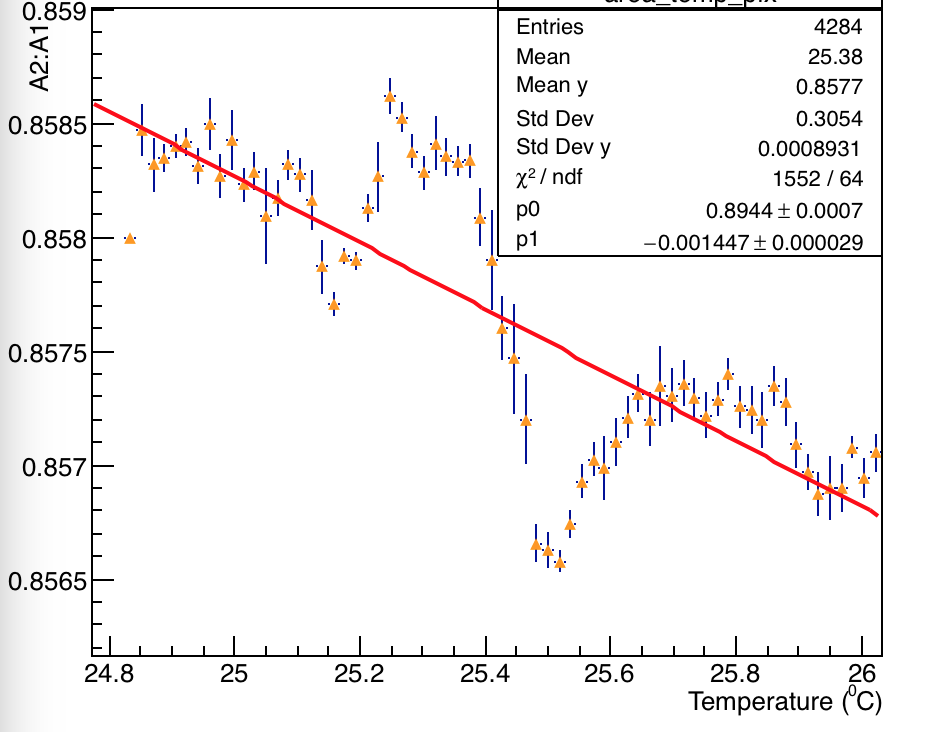 0.859
0.8585
0.858
0.8575
0.857
0.8565
A2:A1
area_temp_pfx
Entries 4284
Mean 25.38
Mean y 0.8577
Std Dev 0.3054
Std Dev y 0.0008931
χ² / ndf 1552 / 64
p0 0.8944 ± 0.0007
p1 −0.001447 ± 0.000029
24.8 25 25.2 25.4 25.6 25.8 26
Temperature (⁰C)